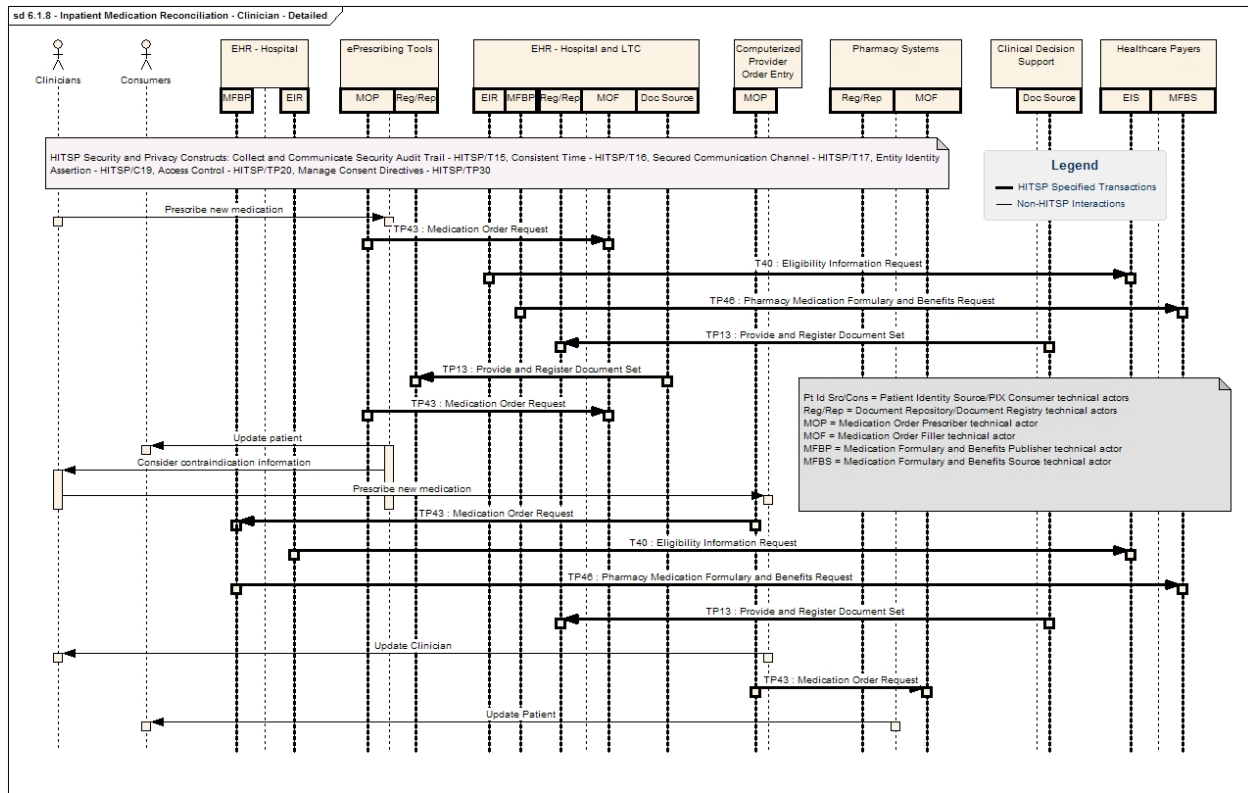 sd 6.1.8 - Inpatient Medication Reconciliation - Clinician - Detailed
Clinicians
Consumers
EHR - Hospital
MFBP
EIR
ePrescribing Tools
MOP
Reg/Rep
EHR - Hospital and LTC
EIR
MFBP
Reg/Rep
MOF
Doc Source
Computerized
Provider
Order Entry
MOP
Pharmacy Systems
Reg/Rep
MOF
Clinical Decision
Support
Doc Source
Healthcare Payers
EIS
MFBS
HITSP Security and Privacy Constructs: Collect and Communicate Security Audit Trail - HITSP/T15, Consistent Time - HITSP/T16, Secured Communication Channel - HITSP/T17, Entity Identity
Assertion - HITSP/C19, Access Control - HITSP/TP20, Manage Consent Directives - HITSP/TP30
Legend
HITSP Specified Transactions
Non-HITSP Interactions
Prescribe new medication
TP43 : Medication Order Request
T40 : Eligibility Information Request
TP46 : Pharmacy Medication Formulary and Benefits Request
TP13 : Provide and Register Document Set
TP13 : Provide and Register Document Set
TP43 : Medication Order Request
Pt Id Src/Cons = Patient Identity Source/PIX Consumer technical actors
Reg/Rep = Document Repository/Document Registry technical actors
MOP = Medication Order Prescriber technical actor
MOF = Medication Order Filler technical actor
MFBP = Medication Formulary and Benefits Publisher technical actor
MFBS = Medication Formulary and Benefits Source technical actor
Update patient
Consider contraindication information
Prescribe new medication
TP43 : Medication Order Request
T40 : Eligibility Information Request
TP46 : Pharmacy Medication Formulary and Benefits Request
TP13 : Provide and Register Document Set
Update Clinician
TP43 : Medication Order Request
Update Patient